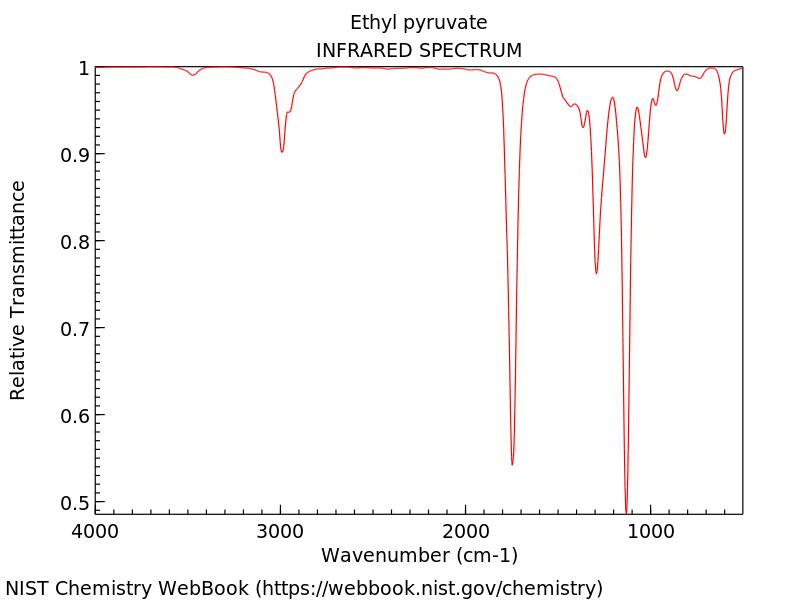 Ethyl pyruvate
INFRARED SPECTRUM
1
0.9
0.8
0.7
0.6
0.5
Relative Transmittance
4000 3000 2000 1000
Wavenumber (cm-1)
NIST Chemistry WebBook (https://webbook.nist.gov/chemistry)